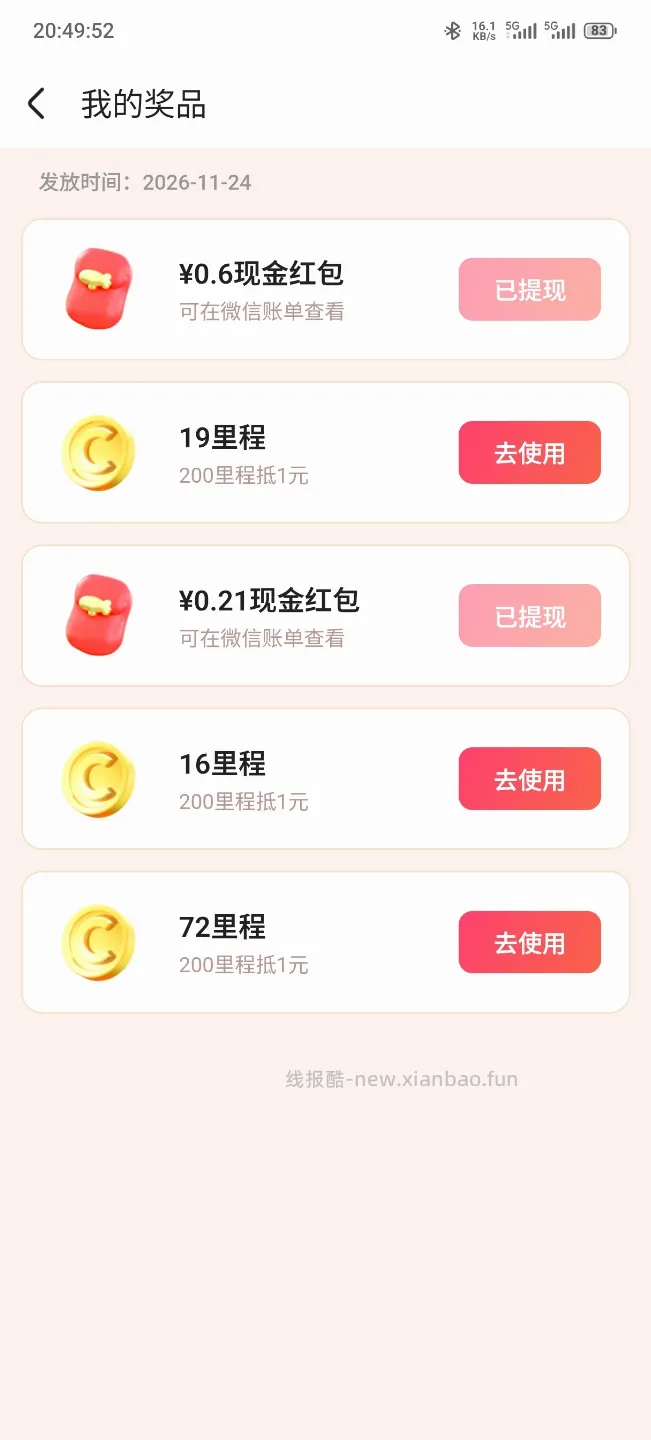 20:49:52
16.1 KB/s 5G 5G 83
我的奖品
发放时间：2026-11-24
¥0.6现金红包
可在微信账单查看
已提现
19里程
200里程抵1元
去使用
¥0.21现金红包
可在微信账单查看
已提现
16里程
200里程抵1元
去使用
72里程
200里程抵1元
去使用
线报酷-new.xianbao.fun